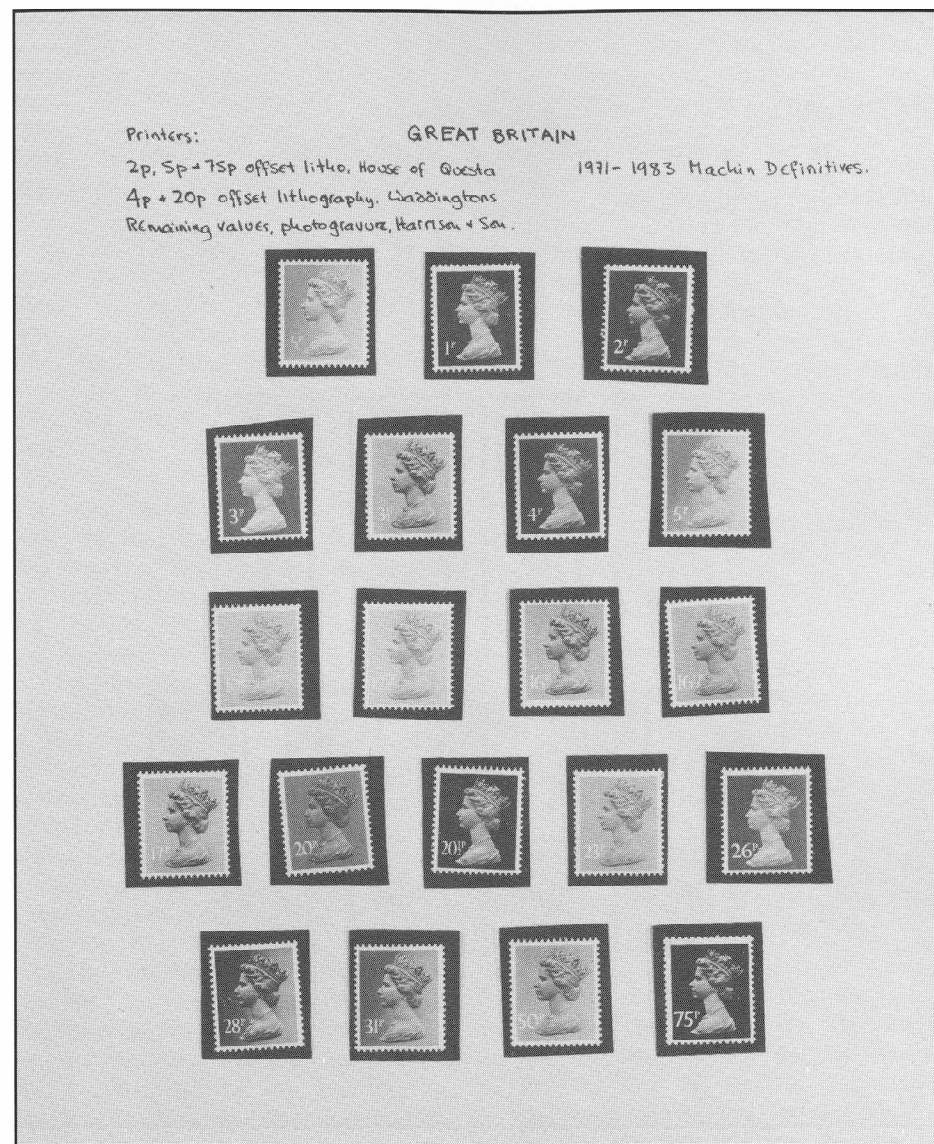 Printers:
GREAT BRITAIN
2p, 5p + 75p offset litho, House of Questa
1971-1983 Machin Definitives.
4p + 20p offset lithography, Waddingtons
Remaining values, photogravure, Harrison + Son.
1P
2P
3P
4P
5P
20P
20½P
23P
26P
28P
31P
50P
75P